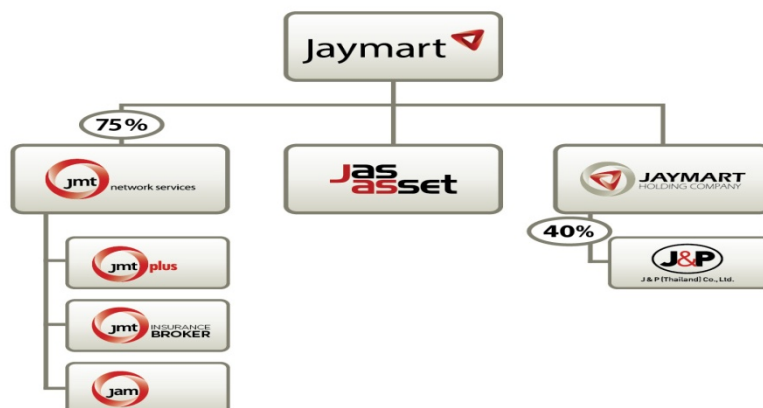 Jaymart
75%
jmt network services
Jas
asset
JAYMART
HOLDING COMPANY
40%
jmt plus
J&P
J & P (Thailand) Co., Ltd.
jmt INSURANCE
BROKER
jam